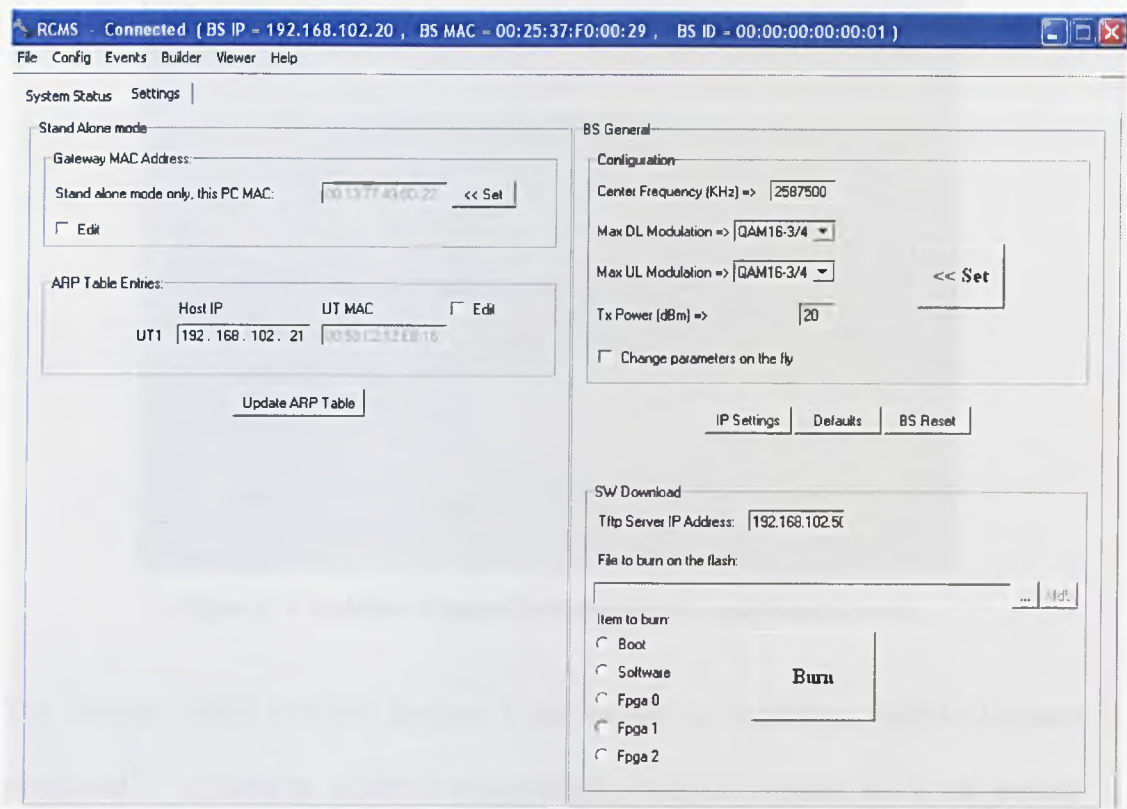 RCMS - Connected ( BS IP = 192.168.102.20 , BS MAC = 00:25:37:F0:00:29 , BS ID = 00:00:00:00:00:01 )
File Config Events Builder Viewer Help
System Status Settings
Stand Alone mode
Gateway MAC Address:
Stand alone mode only, this PC MAC: << Set
Edit
ARP Table Entries:
Host IP UT MAC Edit
UT1 192 . 168 . 102 . 21
Update ARP Table
BS General
Configuration
Center Frequency (KHz) => 2587500
Max DL Modulation => QAM16-3/4
Max UL Modulation => QAM16-3/4
<< Set
Tx Power (dBm) => 20
Change parameters on the fly
IP Settings Defaults BS Reset
SW Download
Tftp Server IP Address: 192.168.102.50
File to burn on the flash:
...
Item to burn:
Boot
Software
Burn
Fpga 0
Fpga 1
Fpga 2